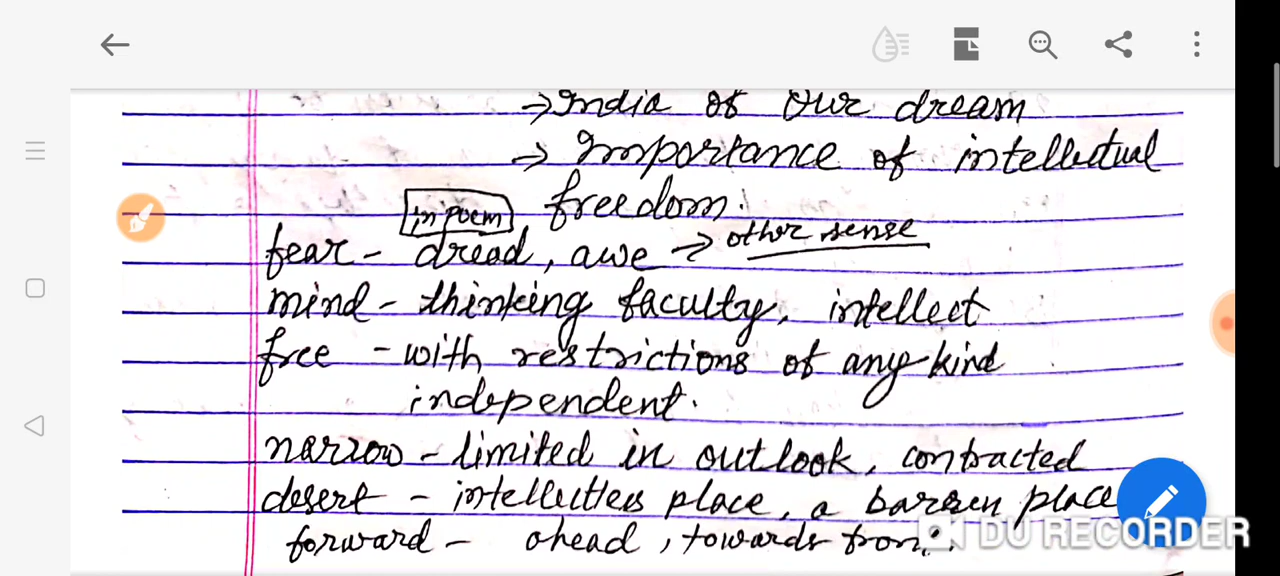 → India of Our dream
→ Importance of intellectual
freedom.
in poem
fear - dread, awe → other sense
mind - thinking faculty, intellect
free - with restrictions of any kind
independent.
narrow - limited in outlook, contracted
desert - intellectless place, a barren place
forward - ahead, towards front.
DU RECORDER